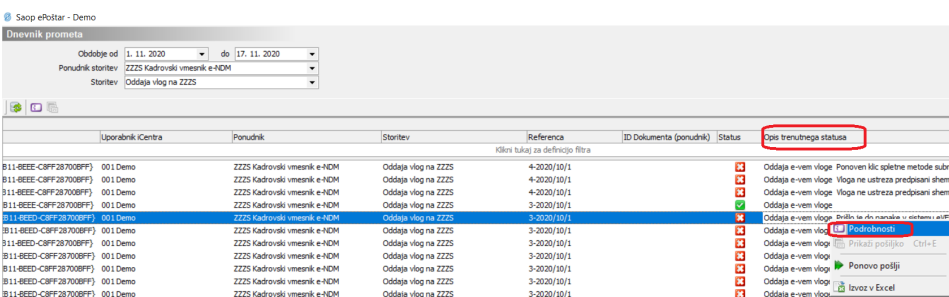 Saop ePoštar - Demo
Dnevnik prometa
Obdobje od 1. 11. 2020 do 17. 11. 2020
Ponudnik storitev ZZZS Kadrovski vmesnik e-NDM
Storitev Oddaja vlog na ZZZS
Uporabnik iCentra Ponudnik Storitev Referenca ID Dokumenta (ponudnik) Status Opis trenutnega statusa
Klikni tukaj za definicijo filtra
B11-BEEE-C8FF28700BFF} 001 Demo ZZZS Kadrovski vmesnik e-NDM Oddaja vlog na ZZZS 4-2020/10/1 Oddaja e-vem vloge Ponoven klic spletne metode subr
B11-BEEE-C8FF28700BFF} 001 Demo ZZZS Kadrovski vmesnik e-NDM Oddaja vlog na ZZZS 4-2020/10/1 Oddaja e-vem vloge Vloga ne ustreza predpisani shem
B11-BEEE-C8FF28700BFF} 001 Demo ZZZS Kadrovski vmesnik e-NDM Oddaja vlog na ZZZS 4-2020/10/1 Oddaja e-vem vloge Vloga ne ustreza predpisani shem
B11-BEEE-C8FF28700BFF} 001 Demo ZZZS Kadrovski vmesnik e-NDM Oddaja vlog na ZZZS 3-2020/10/1 Oddaja e-vem vloge
B11-BEED-C8FF28700BFF} 001 Demo ZZZS Kadrovski vmesnik e-NDM Oddaja vlog na ZZZS 3-2020/10/1 Oddaja e-vem vloge Prišlo je do napake v sistemu eVE
B11-BEED-C8FF28700BFF} 001 Demo ZZZS Kadrovski vmesnik e-NDM Oddaja vlog na ZZZS 3-2020/10/1 Oddaja e-vem vlog Podrobnosti
B11-BEED-C8FF28700BFF} 001 Demo ZZZS Kadrovski vmesnik e-NDM Oddaja vlog na ZZZS 3-2020/10/1 Oddaja e-vem vloge Prikaži pošiljko Ctrl+E
B11-BEED-C8FF28700BFF} 001 Demo ZZZS Kadrovski vmesnik e-NDM Oddaja vlog na ZZZS 3-2020/10/1 Oddaja e-vem vloge
Ponovo pošlji
B11-BEED-C8FF28700BFF} 001 Demo ZZZS Kadrovski vmesnik e-NDM Oddaja vlog na ZZZS 3-2020/10/1 Oddaja e-vem vloge
B11-BEED-C8FF28700BFF} 001 Demo ZZZS Kadrovski vmesnik e-NDM Oddaja vlog na ZZZS 3-2020/10/1 Oddaja e-vem vloge Izvoz v Excel